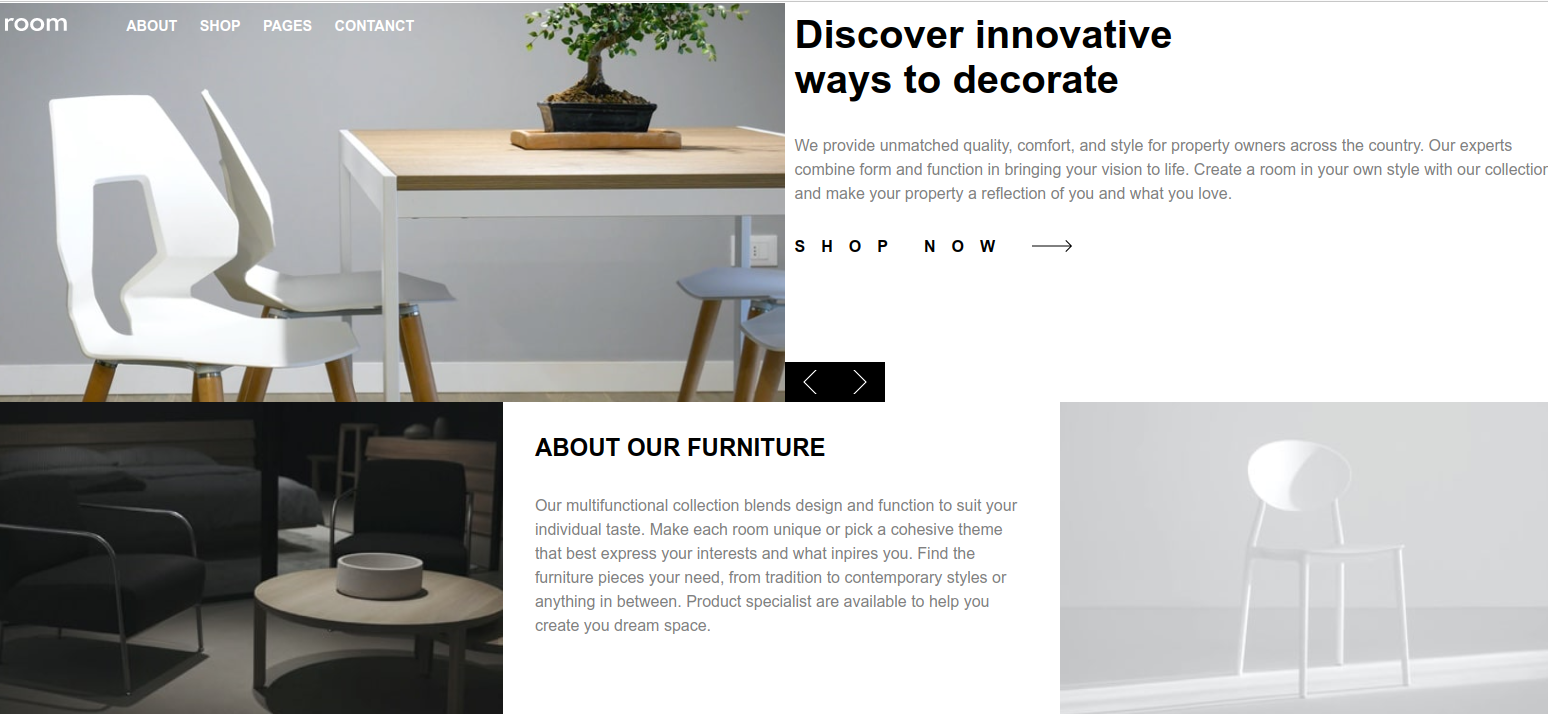 room
ABOUT SHOP PAGES CONTANCT
Discover innovative
ways to decorate
We provide unmatched quality, comfort, and style for property owners across the country. Our experts
combine form and function in bringing your vision to life. Create a room in your own style with our collection
and make your property a reflection of you and what you love.
SHOP NOW
ABOUT OUR FURNITURE
Our multifunctional collection blends design and function to suit your
individual taste. Make each room unique or pick a cohesive theme
that best express your interests and what inpires you. Find the
furniture pieces your need, from tradition to contemporary styles or
anything in between. Product specialist are available to help you
create you dream space.